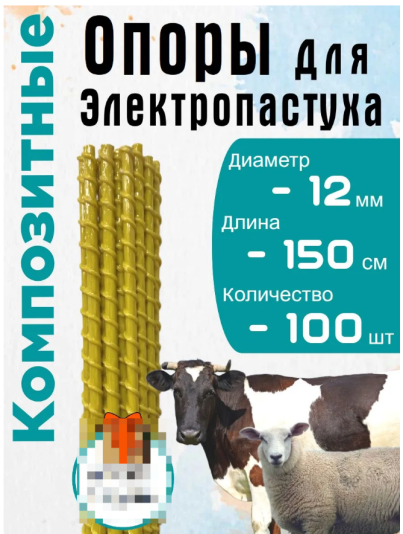 Композитные
Опоры для
Электропастуха
Диаметр
- 12 мм
Длина
- 150 см
Количество
- 100 шт